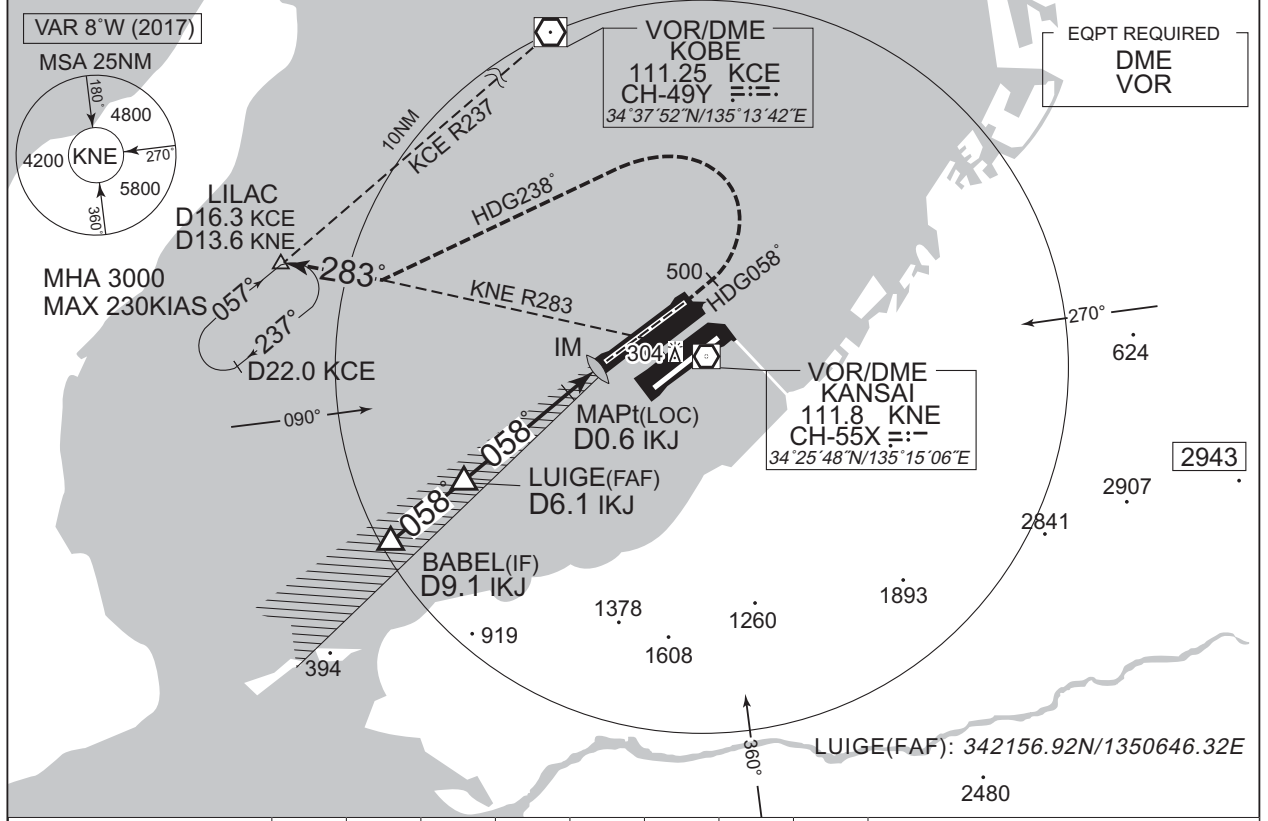 VAR 8°W (2017)
MSA 25NM
180°
4800
4200
KNE
270°
5800
360°
VOR/DME
KOBE
111.25 KCE
CH-49Y
34°37´52˝N/135°13´42˝E
EQPT REQUIRED
DME
VOR
10NM
KCE R237
LILAC
D16.3 KCE
D13.6 KNE
MHA 3000
MAX 230KIAS
057°
237°
D22.0 KCE
283°
HDG238°
KNE R283
500
HDG058°
IM
304
270°
624
090°
MAPt(LOC)
D0.6 IKJ
VOR/DME
KANSAI
111.8 KNE
CH-55X
34°25´48˝N/135°15´06˝E
058°
LUIGE(FAF)
D6.1 IKJ
058°
BABEL(IF)
D9.1 IKJ
2943
2907
2841
1893
1378
1260
919
1608
394
360°
LUIGE(FAF): 342156.92N/1350646.32E
2480